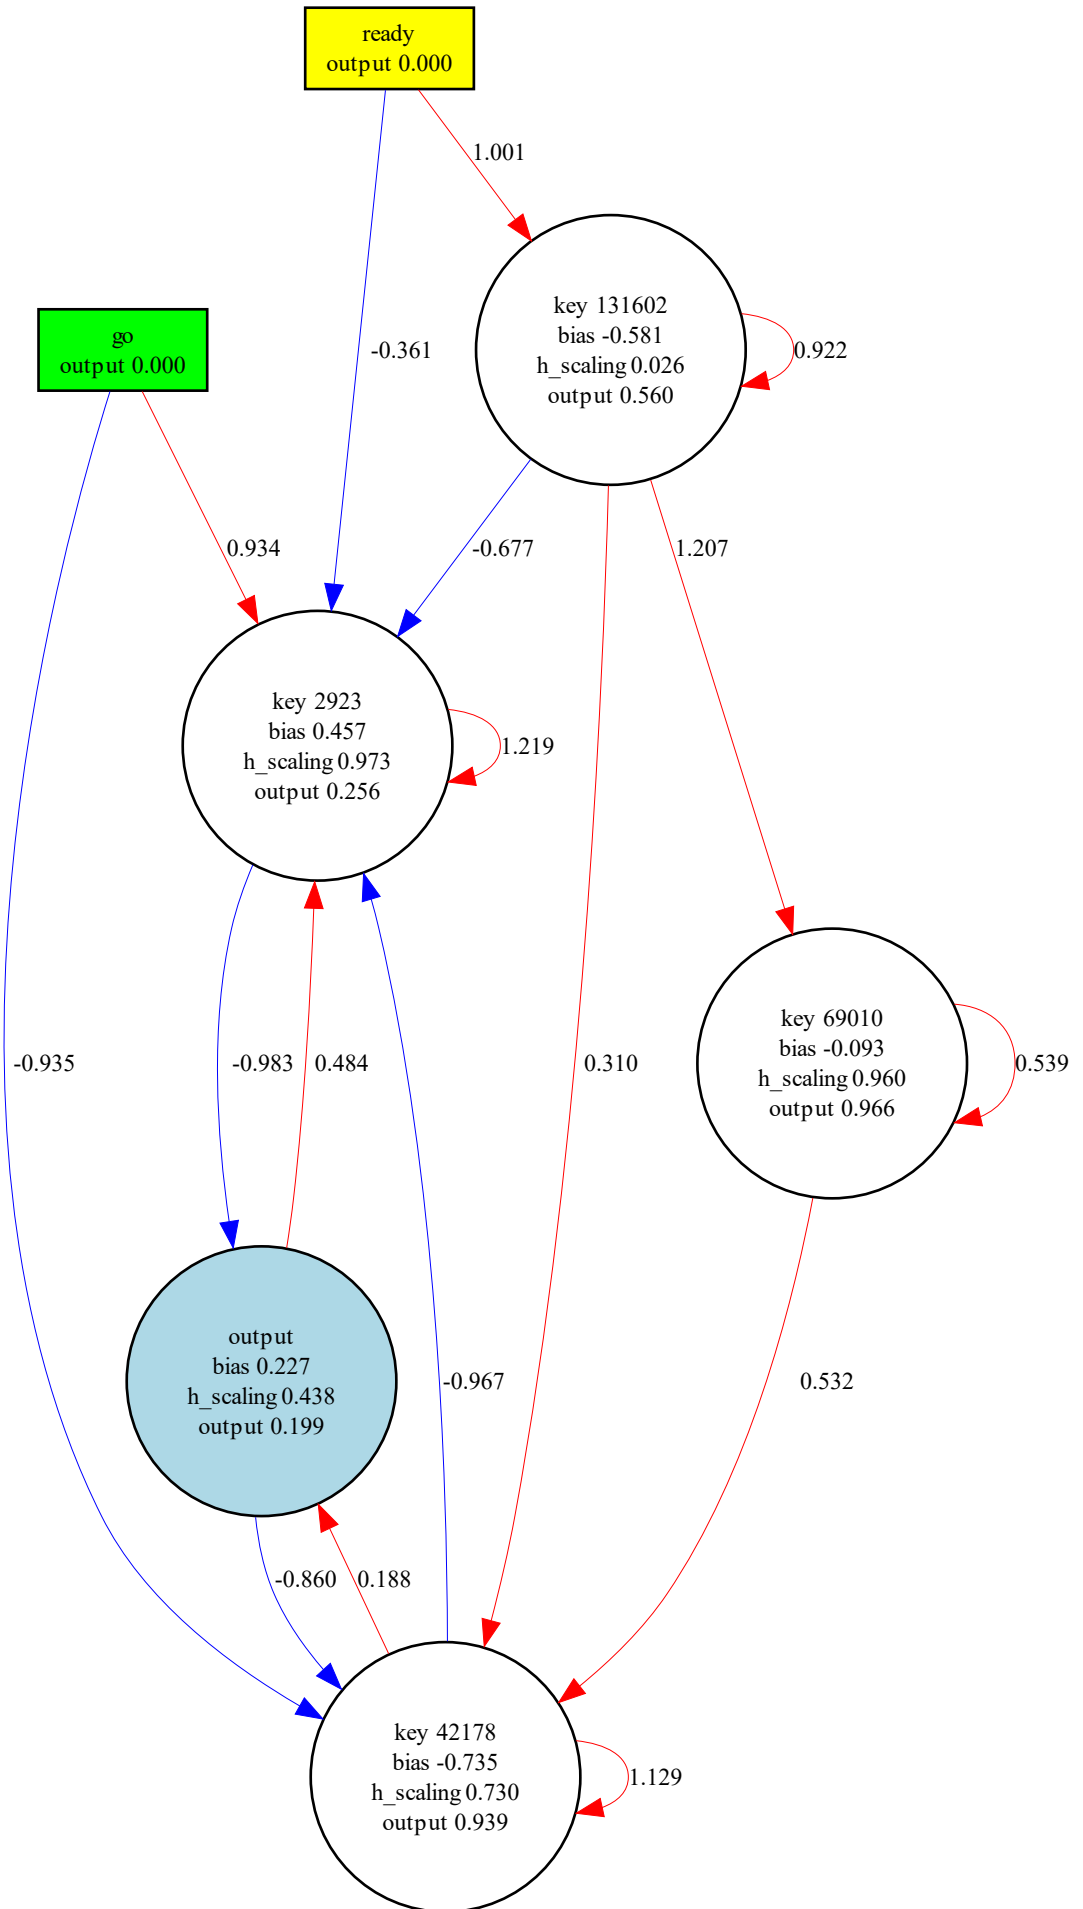 ready
output 0.000
1.001
key 131602
bias -0.581
h_scaling 0.026
output 0.560
0.922
go
output 0.000
-0.361
0.934
-0.677
1.207
key 2923
bias 0.457
h_scaling 0.973
output 0.256
1.219
key 69010
bias -0.093
h_scaling 0.960
output 0.966
0.539
-0.935
-0.983
0.484
0.310
output
bias 0.227
h_scaling 0.438
output 0.199
-0.967
0.532
-0.860
0.188
key 42178
bias -0.735
h_scaling 0.730
output 0.939
1.129